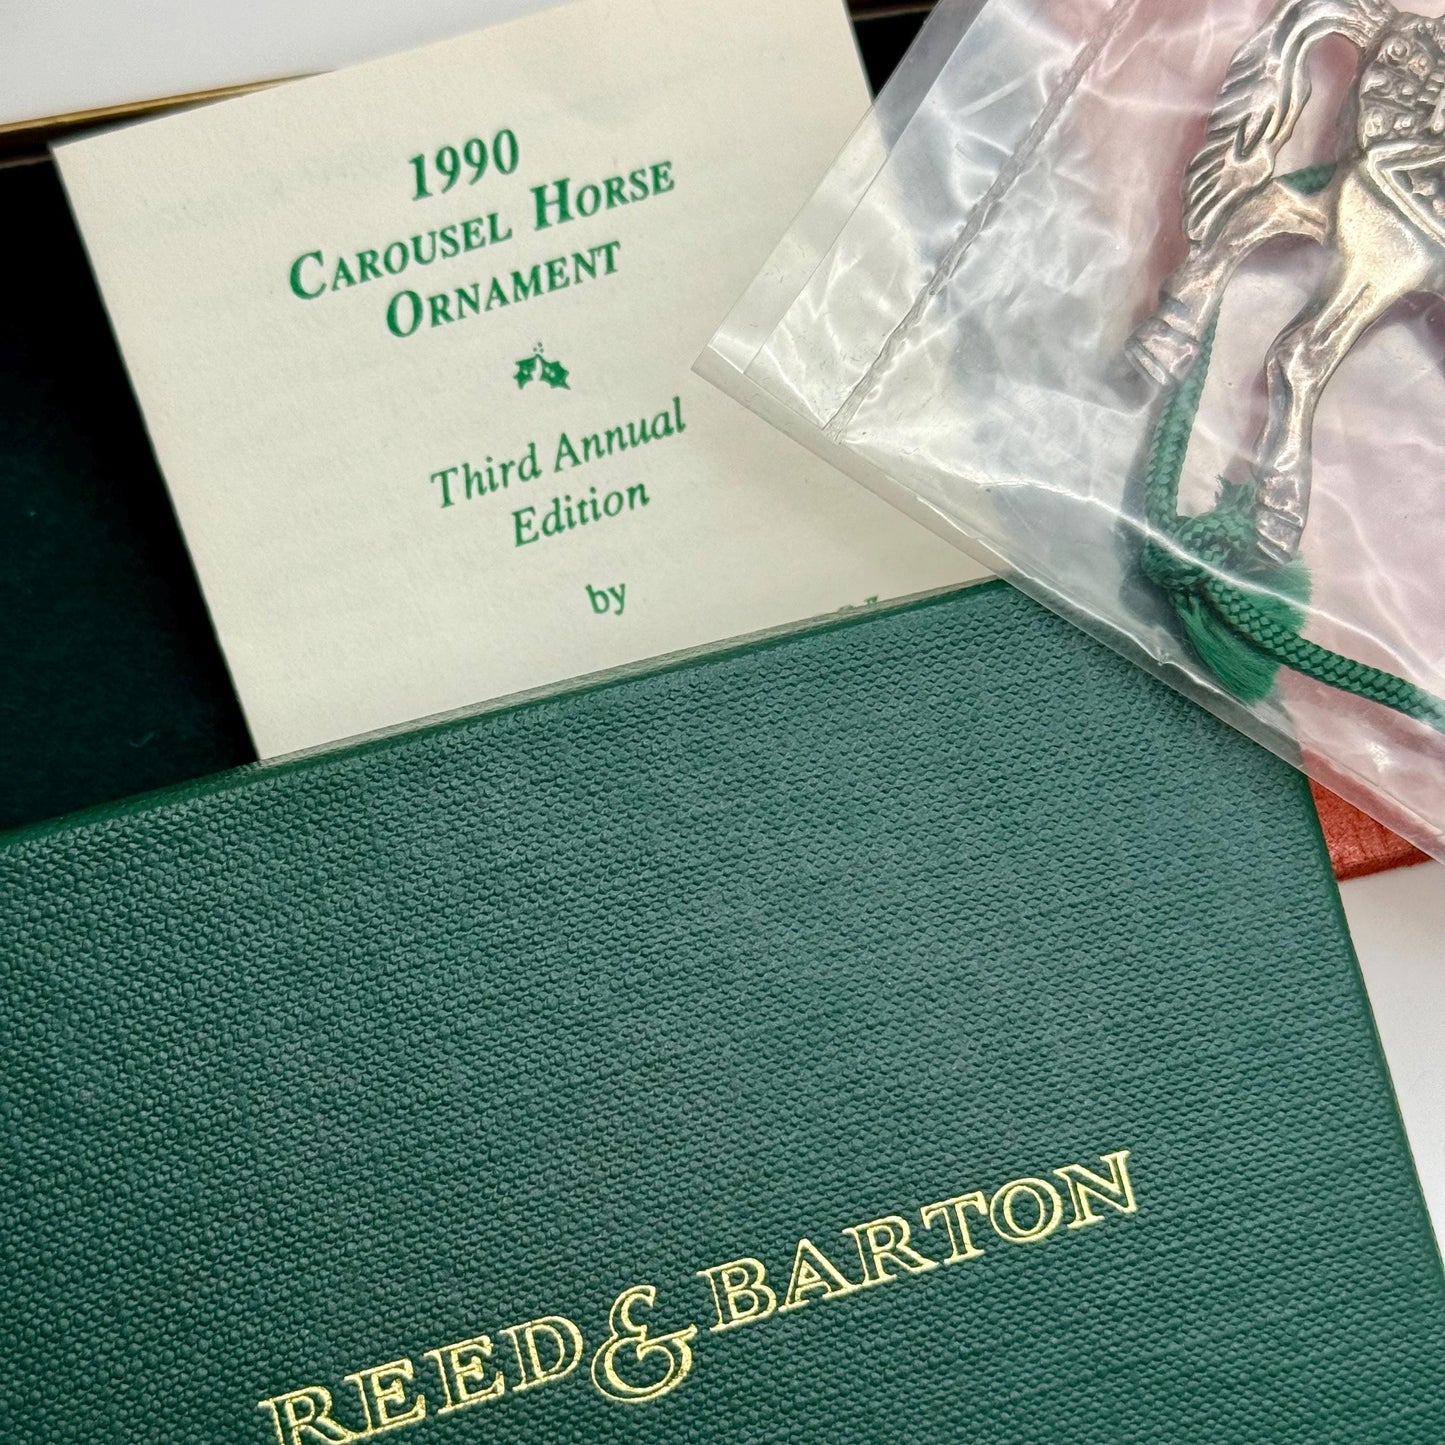 1990
CAROUSEL HORSE
ORNAMENT
Third Annual
Edition
by
REED & BARTON